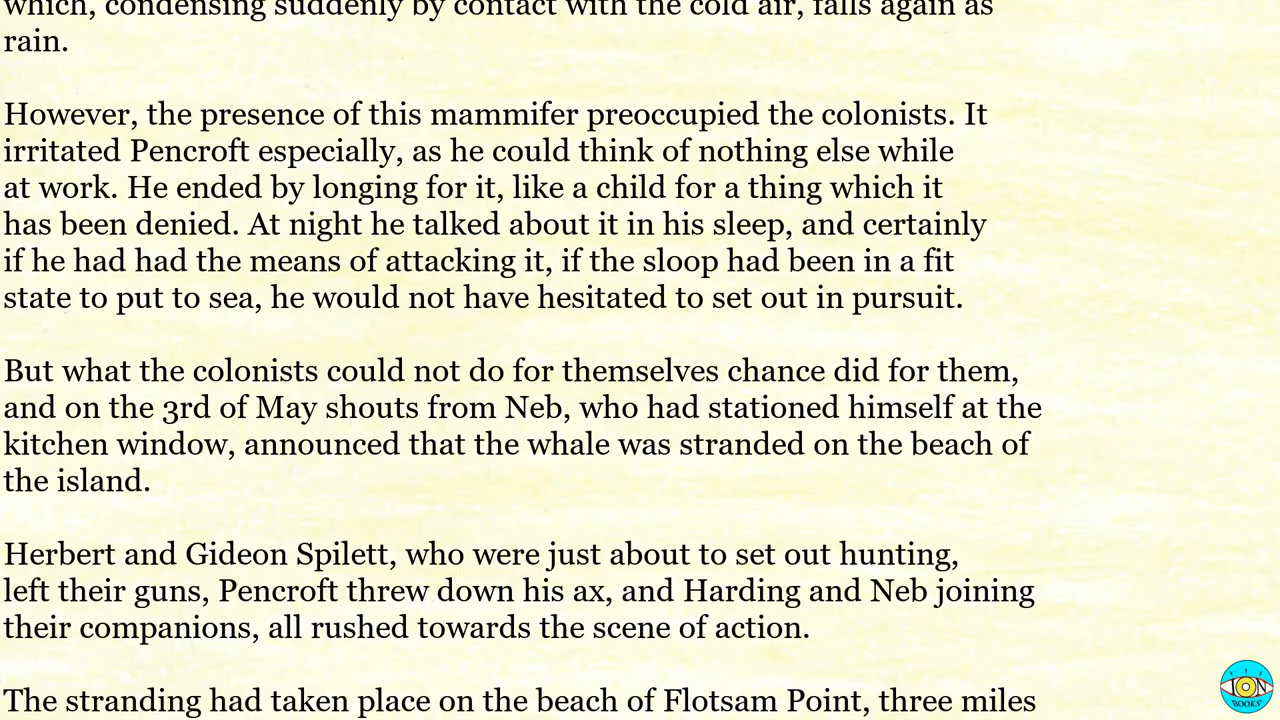 which, condensing suddenly by contact with the cold air, falls again as
rain.
However, the presence of this mammifer preoccupied the colonists. It
irritated Pencroft especially, as he could think of nothing else while
at work. He ended by longing for it, like a child for a thing which it
has been denied. At night he talked about it in his sleep, and certainly
if he had had the means of attacking it, if the sloop had been in a fit
state to put to sea, he would not have hesitated to set out in pursuit.
But what the colonists could not do for themselves chance did for them,
and on the 3rd of May shouts from Neb, who had stationed himself at the
kitchen window, announced that the whale was stranded on the beach of
the island.
Herbert and Gideon Spilett, who were just about to set out hunting,
left their guns, Pencroft threw down his ax, and Harding and Neb joining
their companions, all rushed towards the scene of action.
The stranding had taken place on the beach of Flotsam Point, three miles
ION
BOOKS